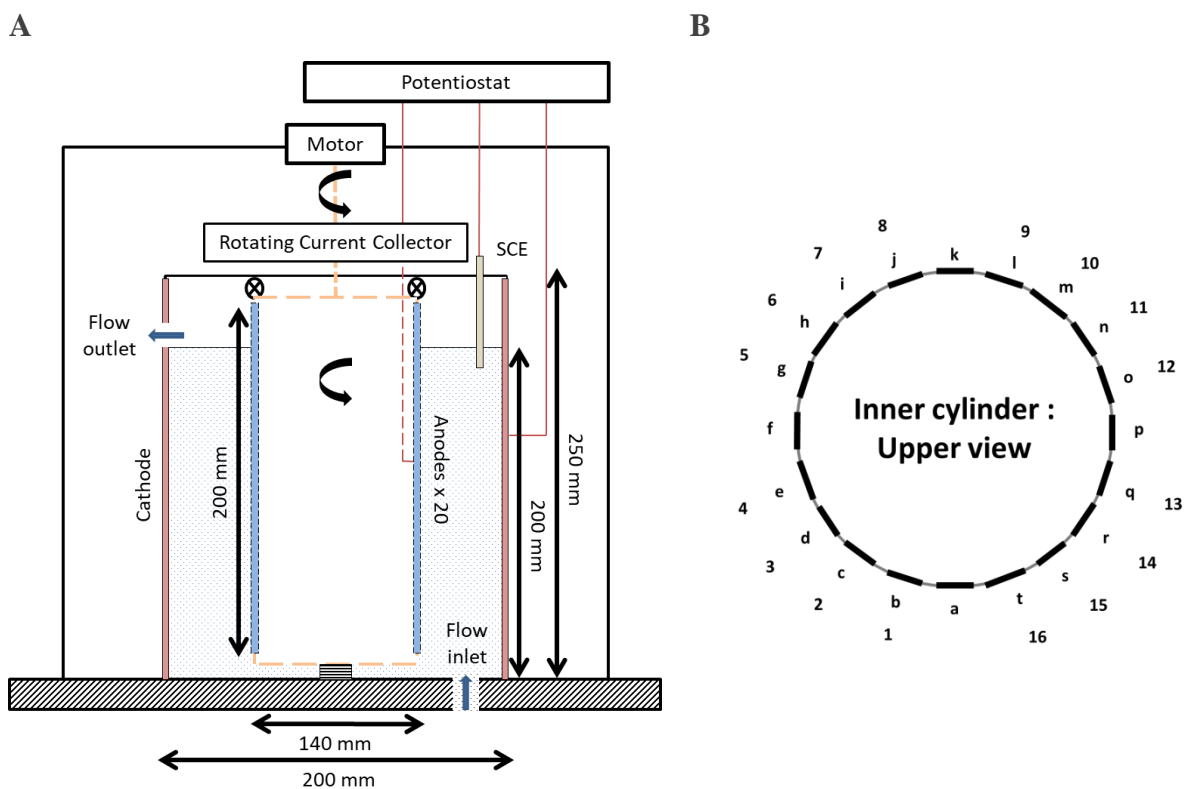 A
B
Potentiostat
Motor
Rotating Current Collector
SCE
Flow
outlet
Cathode
200 mm
Anodes x 20
200 mm
250 mm
Flow
inlet
140 mm
200 mm
8
9
7
j
k
l
10
i
m
6
h
n
11
5
g
o
12
Inner cylinder :
Upper view
f
p
e
q
4
13
d
r
3
c
s
14
2
b
a
t
15
1
16